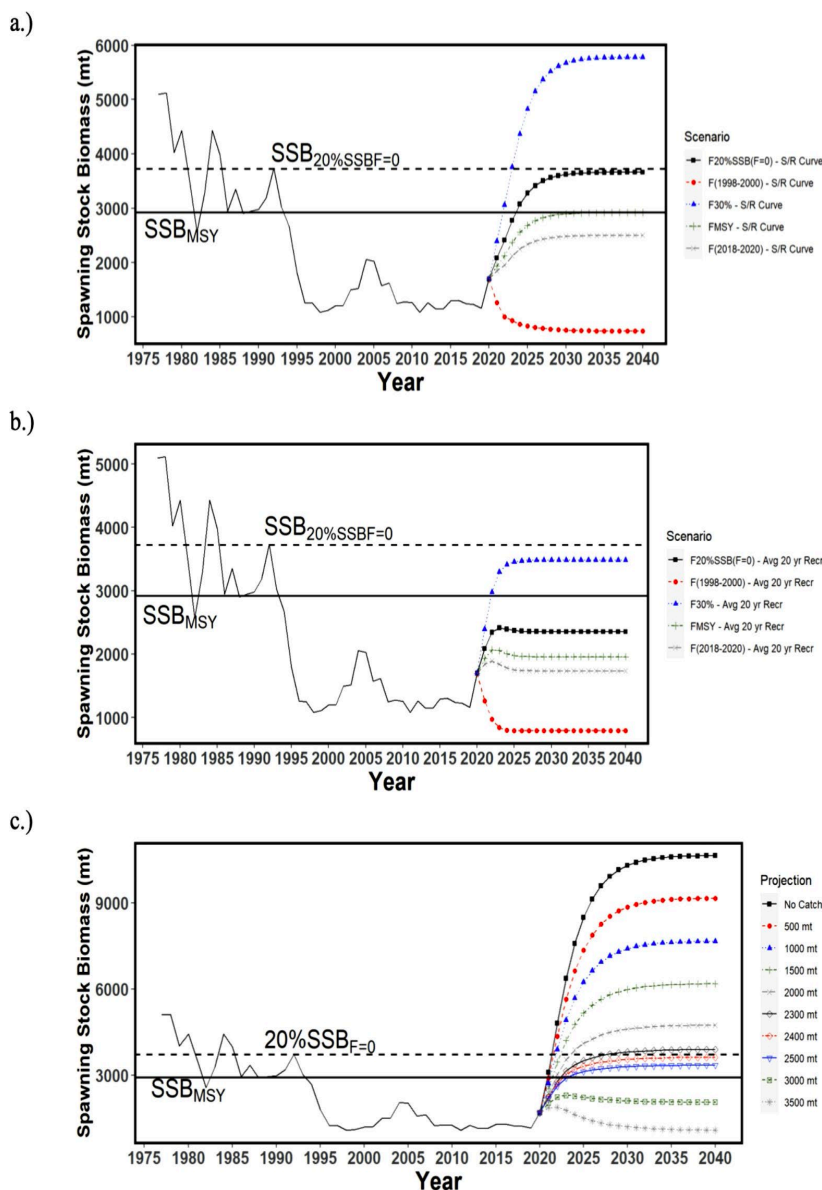 a.)
Spawning Stock Biomass (mt)
6000
5000
4000
3000
2000
1000
SSB20%SSBF=0
SSBMSY
1975 1980 1985 1990 1995 2000 2005 2010 2015 2020 2025 2030 2035 2040
Year
Scenario
F20%SSB(F=0) - S/R Curve
F(1998-2000) - S/R Curve
F30% - S/R Curve
FMSY - S/R Curve
F(2018-2020) - S/R Curve
b.)
Spawning Stock Biomass (mt)
5000
4000
3000
2000
1000
SSB20%SSBF=0
SSBMSY
1975 1980 1985 1990 1995 2000 2005 2010 2015 2020 2025 2030 2035 2040
Year
Scenario
F20%SSB(F=0) - Avg 20 yr Recr
F(1998-2000) - Avg 20 yr Recr
F30% - Avg 20 yr Recr
FMSY - Avg 20 yr Recr
F(2018-2020) - Avg 20 yr Recr
c.)
Spawning Stock Biomass (mt)
9000
6000
3000
20%SSBF=0
SSBMSY
1975 1980 1985 1990 1995 2000 2005 2010 2015 2020 2025 2030 2035 2040
Year
Projection
No Catch
500 mt
1000 mt
1500 mt
2000 mt
2300 mt
2400 mt
2500 mt
3000 mt
3500 mt